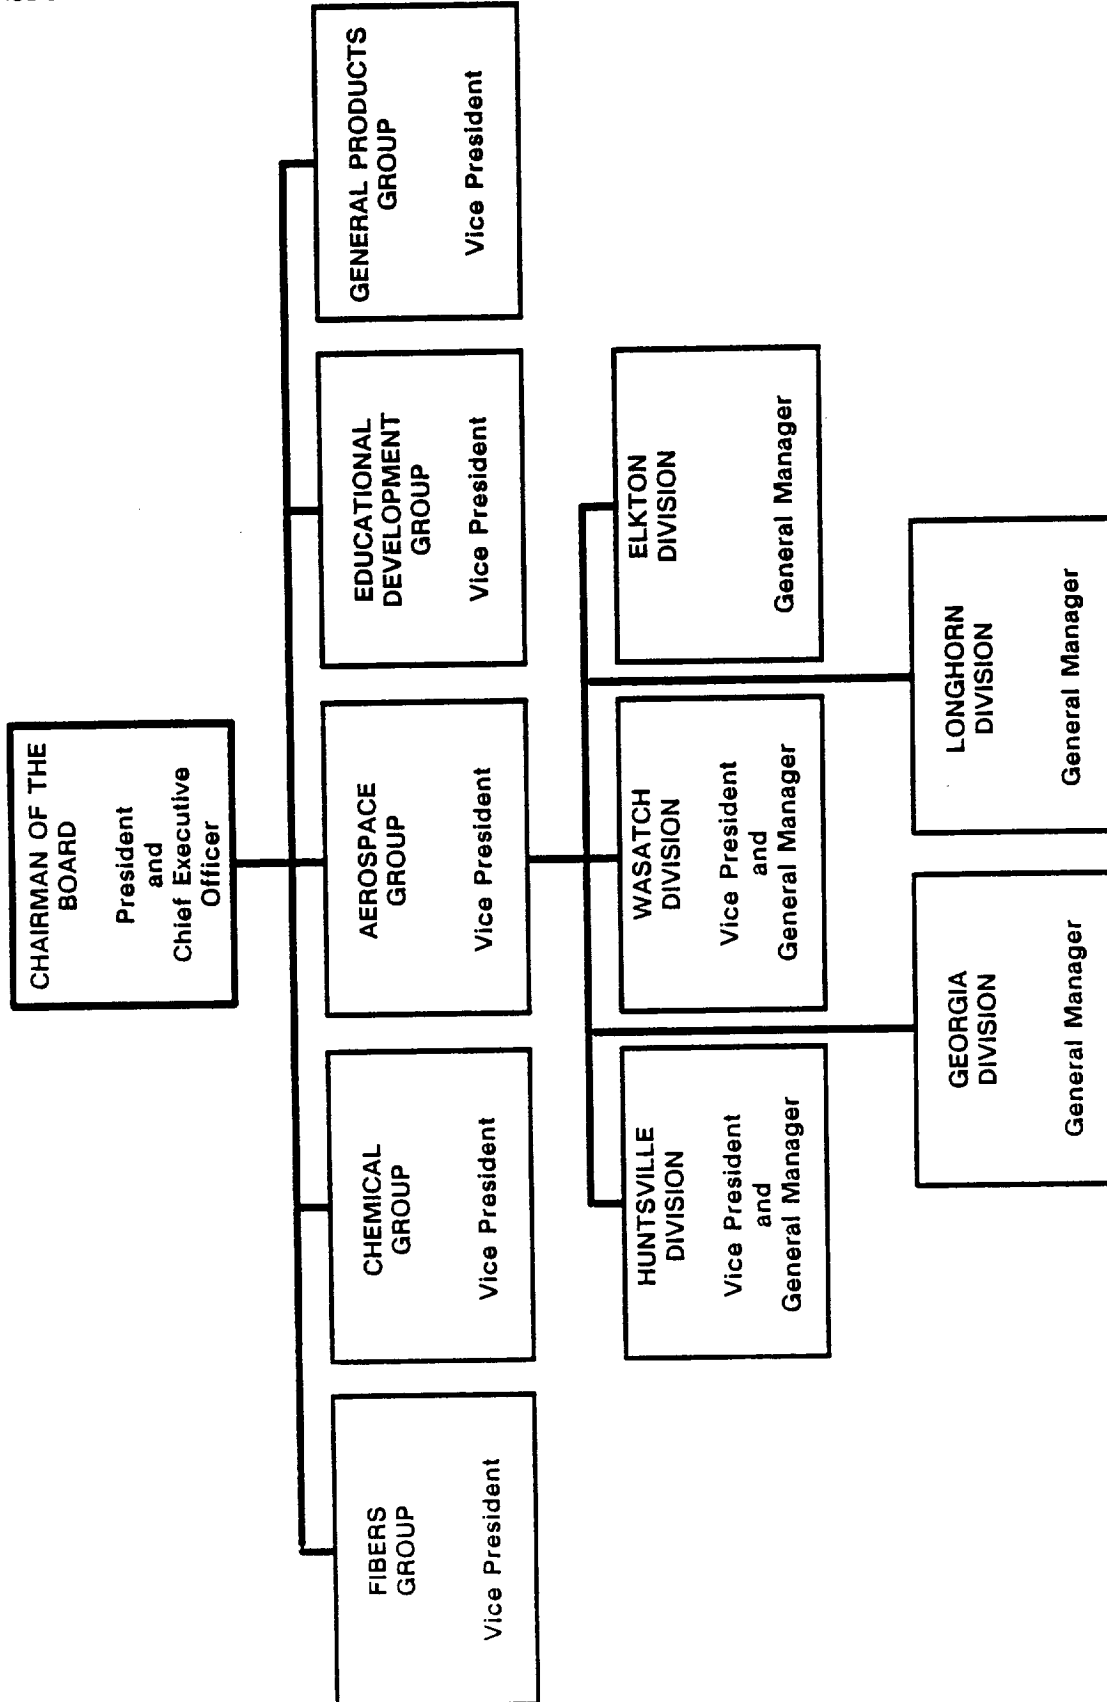 CHAIRMAN OF THE
BOARD
President
and
Chief Executive
Officer
FIBERS
GROUP
Vice President
CHEMICAL
GROUP
Vice President
AEROSPACE
GROUP
Vice President
EDUCATIONAL
DEVELOPMENT
GROUP
Vice President
GENERAL PRODUCTS
GROUP
Vice President
HUNTSVILLE
DIVISION
Vice President
and
General Manager
WASATCH
DIVISION
Vice President
and
General Manager
ELKTON
DIVISION
General Manager
GEORGIA
DIVISION
General Manager
LONGHORN
DIVISION
General Manager